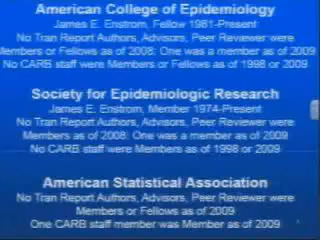 American College of Epidemiology
James E. Enstrom, Fellow 1981-Present
No Tran Report Authors, Advisors, Peer Reviewer were
Members or Fellows as of 2008: One was a member as of 2009
No CARB staff were Members or Fellows as of 1998 or 2009
Society for Epidemiologic Research
James E. Enstrom, Member 1974-Present
No Tran Report Authors, Advisors, Peer Reviewer were
Members as of 2008: One was a member as of 2009
No CARB staff were Members as of 1998 or 2009
American Statistical Association
No Tran Report Authors, Advisors, Peer Reviewer were
Members or Fellows as of 2009
One CARB staff member was Member as of 2009